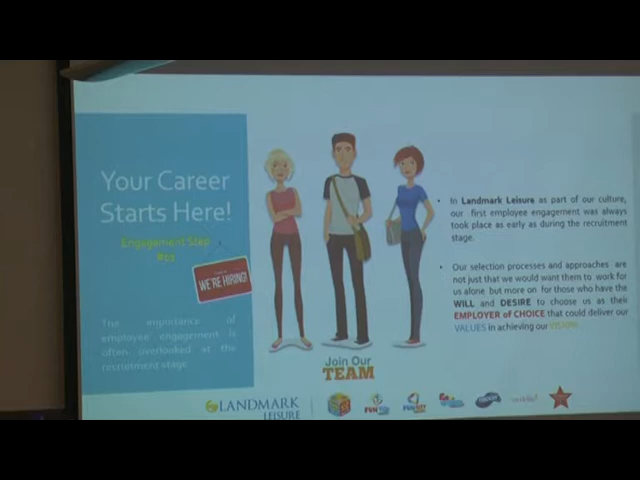 Your Career
Starts Here!
Engagement Step
#01
WE'RE HIRING!
The importance of
employee engagement is
often overlooked at the
recruitment stage
Join Our
TEAM
• In Landmark Leisure as part of our culture,
our first employee engagement was always
took place as early as during the recruitment
stage.
• Our selection processes and approaches are
not just that we would want them to work for
us alone but more on for those who have the
WILL and DESIRE to choose us as their
EMPLOYER of CHOICE that could deliver our
VALUES in achieving our VISION.
LANDMARK
LEISURE